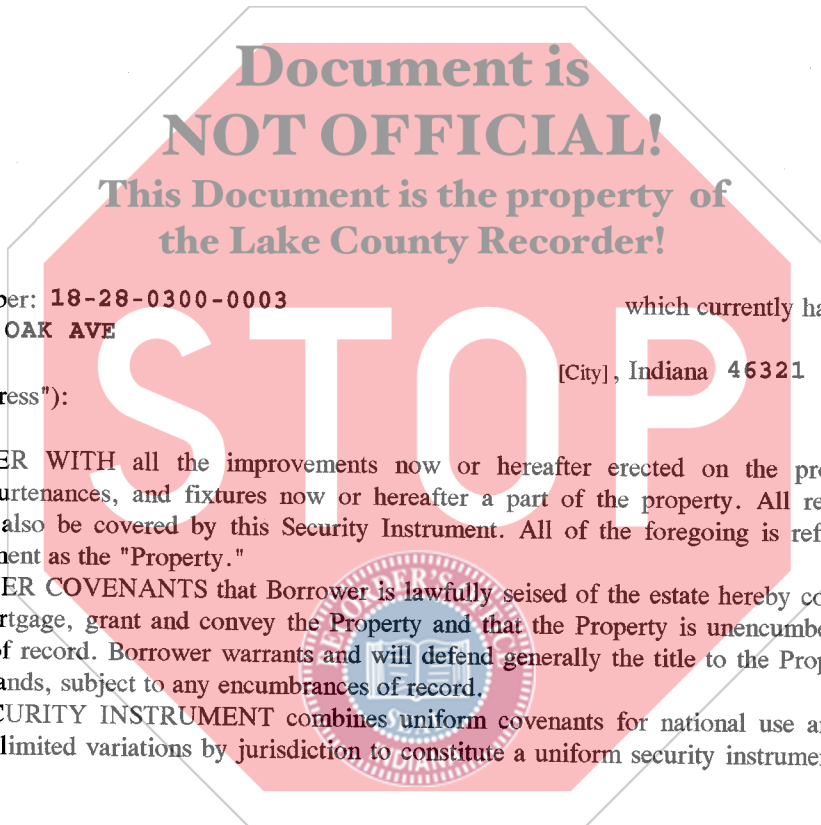 Document is
NOT OFFICIAL!
This Document is the property of
the Lake County Recorder!
ber: 18-28-0300-0003 which currently ha
OAK AVE
[City], Indiana 46321
ress"):
STOP
ER WITH all the improvements now or hereafter erected on the pro
urtenances, and fixtures now or hereafter a part of the property. All re
also be covered by this Security Instrument. All of the foregoing is ref
ment as the "Property."
ER COVENANTS that Borrower is lawfully seised of the estate hereby co
rtgage, grant and convey the Property and that the Property is unencumbe
of record. Borrower warrants and will defend generally the title to the Prop
ands, subject to any encumbrances of record.
CURITY INSTRUMENT combines uniform covenants for national use a
limited variations by jurisdiction to constitute a uniform security instrume
SEAL
INDIANA